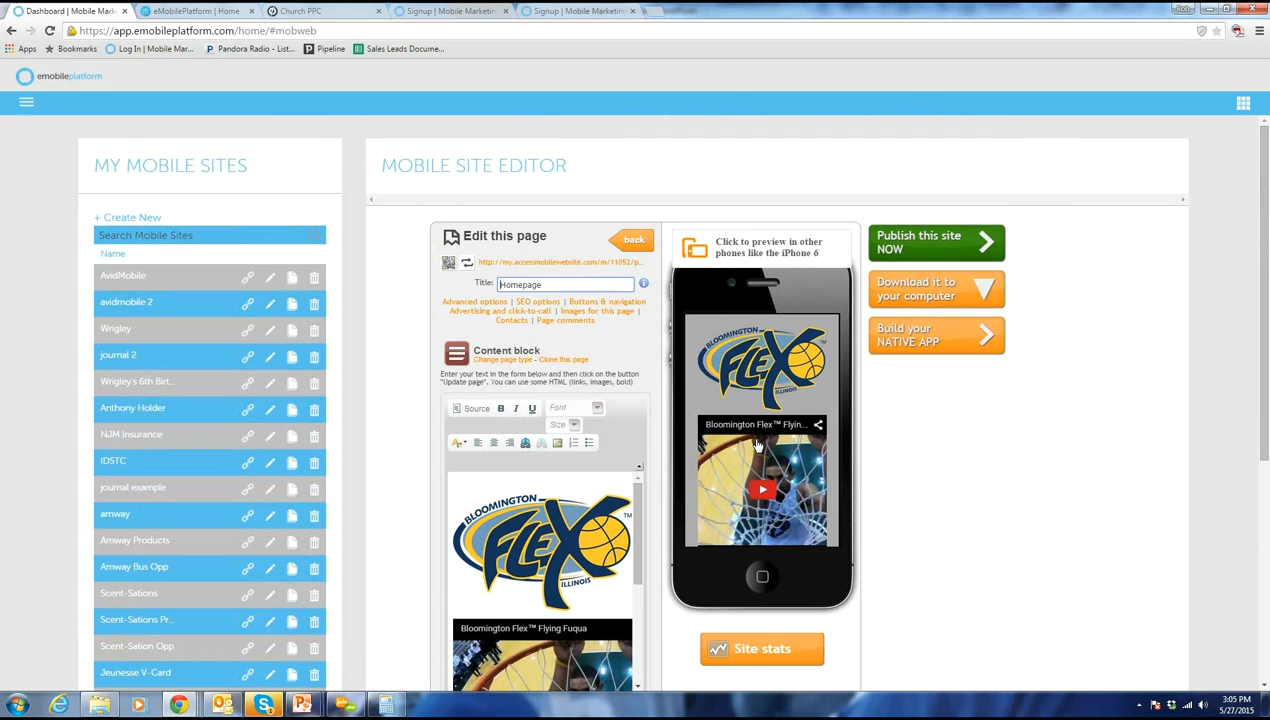 Dashboard | Mobile Mark
eMobilePlatform | Home
Church PPC
Signup | Mobile Marketin
Signup | Mobile Marketin
Rob
https://app.emobileplatform.com/home/#mobweb
Apps
Bookmarks
Log In | Mobile Mar...
Pandora Radio - List...
Pipeline
Sales Leads Docume...
emobileplatform
MY MOBILE SITES
+ Create New
Search Mobile Sites
Name
AvidMobile
avidmobile 2
Wrigley
journal 2
Wrigley's 6th Birt...
Anthony Holder
NJM Insurance
IDSTC
journal example
amway
Amway Products
Amway Bus Opp
Scent-Sations
Scent-Sations Pr...
Scent-Sation Opp
Jeunesse V-Card
MOBILE SITE EDITOR
Edit this page
back
http://my.accessmobilewebsite.com/m/11052/p...
Title: Homepage
Advanced options | SEO options | Buttons & navigation
Advertising and click-to-call | Images for this page |
Contacts | Page comments
Content block
Change page type - Clone this page
Enter your text in the form below and then click on the button
"Update page". You can use some HTML (links, images, bold)
Source B I U Font
Size
BLOOMINGTON
FLEX
TM
ILLINOIS
Bloomington Flex™ Flying Fuqua
Click to preview in other
phones like the iPhone 6
BLOOMINGTON
FLEX
TM
ILLINOIS
Bloomington Flex™ Flyin...
Site stats
Publish this site
NOW
Download it to
your computer
Build your
NATIVE APP
3:05 PM
5/27/2015